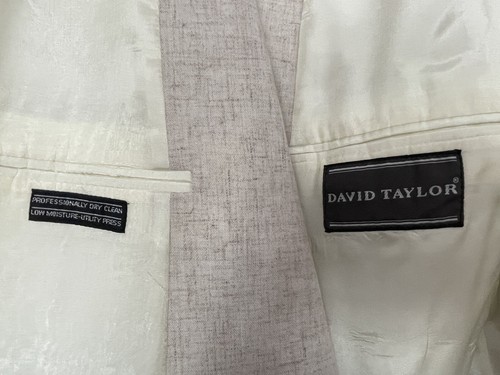 PROFESSIONALLY DRY CLEAN
LOW MOISTURE-UTILITY PRESS
DAVID TAYLOR®